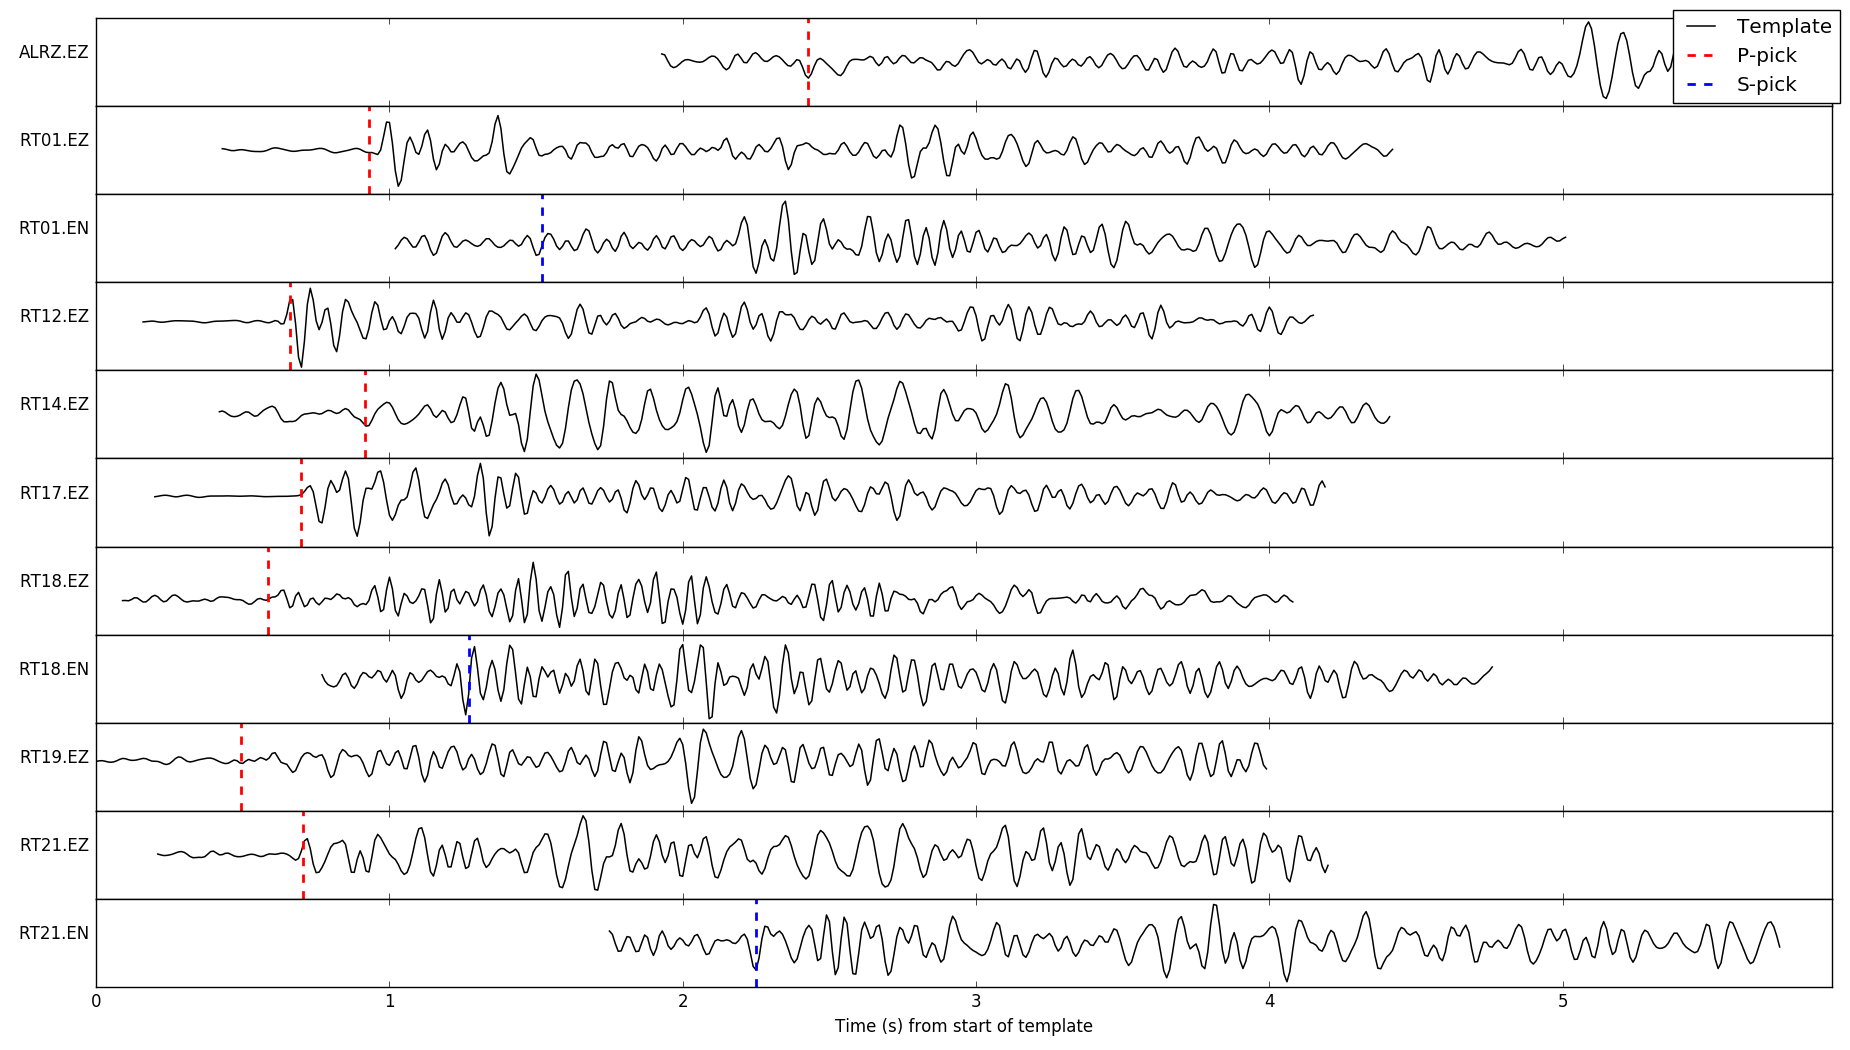 ALRZ.EZ
Template
P-pick
S-pick
RT01.EZ
RT01.EN
RT12.EZ
RT14.EZ
RT17.EZ
RT18.EZ
RT18.EN
RT19.EZ
RT21.EZ
RT21.EN
0 1 2 3 4 5
Time (s) from start of template